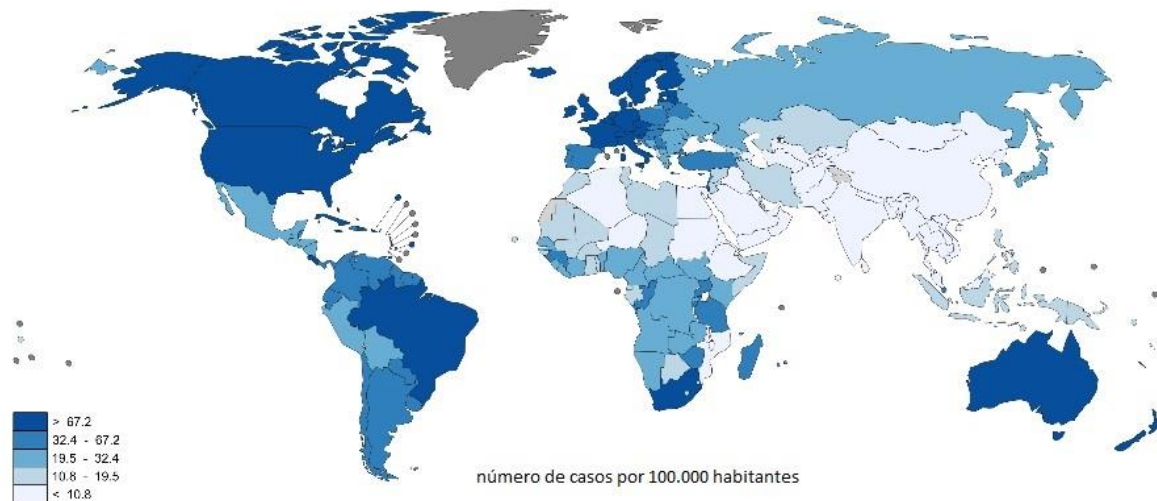 > 67.2
32.4 - 67.2
19.5 - 32.4
10.8 - 19.5
< 10.8
número de casos por 100.000 habitantes